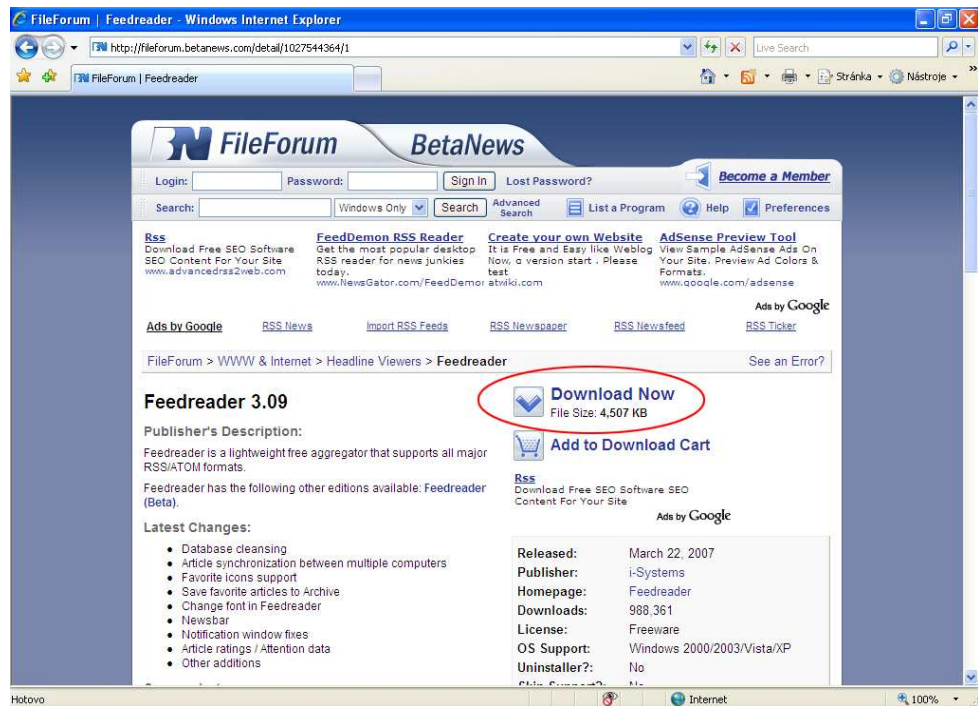 FileForum | Feedreader - Windows Internet Explorer
http://fileforum.betanews.com/detail/1027544364/1
Live Search
FileForum | Feedreader
Stránka
Nástroje
FileForum
BetaNews
Login:
Password:
Sign In
Lost Password?
Become a Member
Search:
Windows Only
Search
Advanced Search
List a Program
Help
Preferences
Rss
Download Free SEO Software
SEO Content For Your Site
www.advancedrss2web.com
FeedDemon RSS Reader
Get the most popular desktop
RSS reader for news junkies
today.
www.NewsGator.com/FeedDemor
Create your own Website
It is Free and Easy like Weblog
Now, a version start . Please
test
atwiki.com
AdSense Preview Tool
View Sample AdSense Ads On
Your Site. Preview Ad Colors &
Formats.
www.google.com/adsense
Ads by Google
Ads by Google
RSS News
Import RSS Feeds
RSS Newspaper
RSS Newsfeed
RSS Ticker
FileForum > WWW & Internet > Headline Viewers > Feedreader
See an Error?
Feedreader 3.09
Publisher's Description:
Feedreader is a lightweight free aggregator that supports all major
RSS/ATOM formats.
Feedreader has the following other editions available: Feedreader
(Beta).
Latest Changes:
• Database cleansing
• Article synchronization between multiple computers
• Favorite icons support
• Save favorite articles to Archive
• Change font in Feedreader
• Newsbar
• Notification window fixes
• Article ratings / Attention data
• Other additions
Download Now
File Size: 4,507 KB
Add to Download Cart
Rss
Download Free SEO Software SEO
Content For Your Site
Ads by Google
Released: March 22, 2007
Publisher: i-Systems
Homepage: Feedreader
Downloads: 988,361
License: Freeware
OS Support: Windows 2000/2003/Vista/XP
Uninstaller?: No
Hotovo
Internet
100%